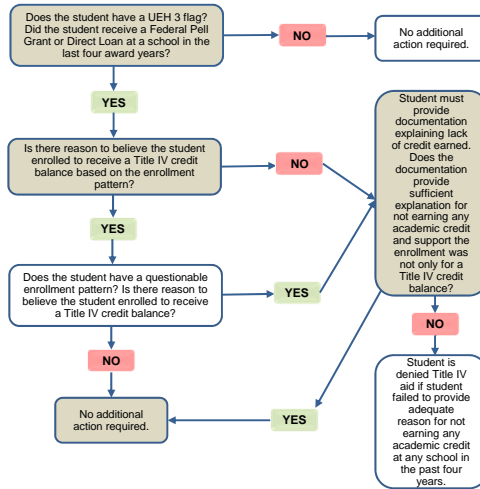 Does the student have a UEH 3 flag?
Did the student receive a Federal Pell
Grant or Direct Loan at a school in the
last four award years?
NO
No additional
action required.
YES
Is there reason to believe the student
enrolled to receive a Title IV credit
balance based on the enrollment
pattern?
NO
Student must
provide
documentation
explaining lack
of credit earned.
Does the
documentation
provide
sufficient
explanation for
not earning any
academic credit
and support the
enrollment was
not only for a
Title IV credit
balance?
YES
Does the student have a questionable
enrollment pattern? Is there reason to
believe the student enrolled to receive
a Title IV credit balance?
YES
NO
NO
Student is
denied Title IV
aid if student
failed to provide
adequate
reason for not
earning any
academic credit
at any school in
the past four
years.
No additional
action required.
YES